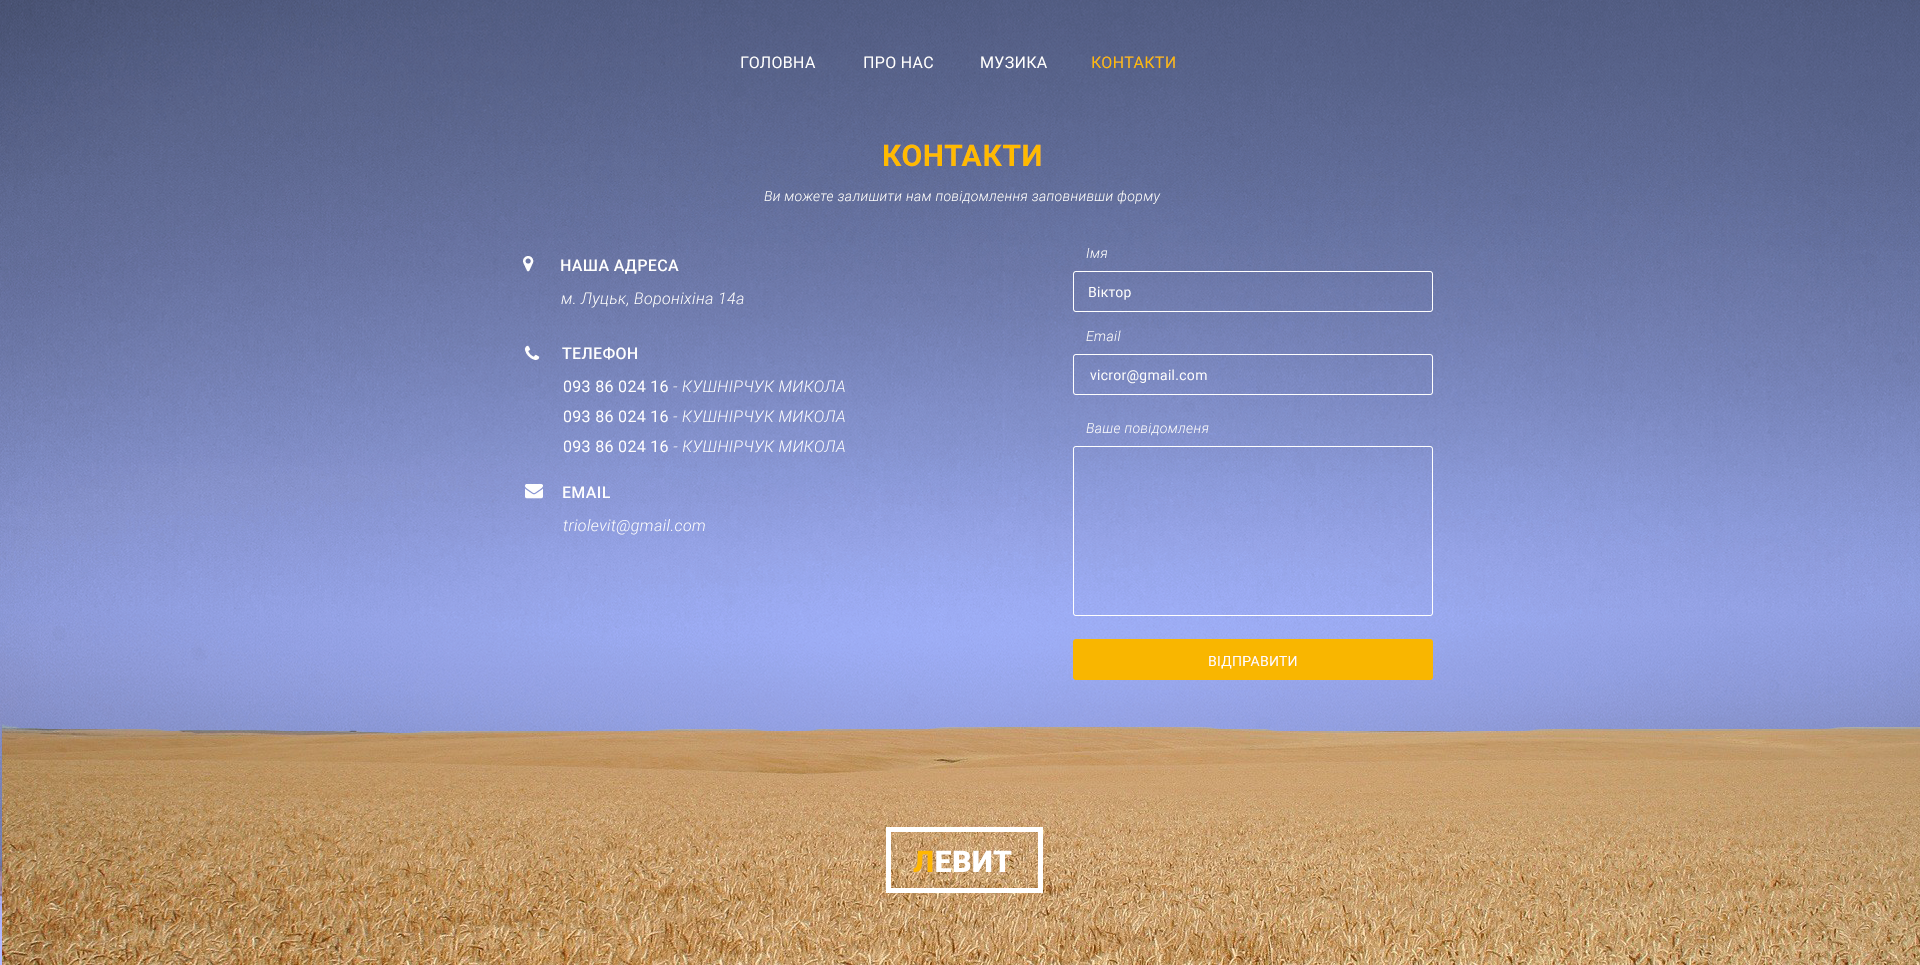 ГОЛОВНА ПРО НАС МУЗИКА КОНТАКТИ
КОНТАКТИ
Ви можете залишити нам повідомлення заповнивши форму
НАША АДРЕСА
м. Луцьк, Вороніхіна 14а
ТЕЛЕФОН
093 86 024 16 - КУШНІРЧУК МИКОЛА
093 86 024 16 - КУШНІРЧУК МИКОЛА
093 86 024 16 - КУШНІРЧУК МИКОЛА
EMAIL
triolevit@gmail.com
Імя
Віктор
Email
vicror@gmail.com
Ваше повідомленя
ВІДПРАВИТИ
ЛЕВИТ